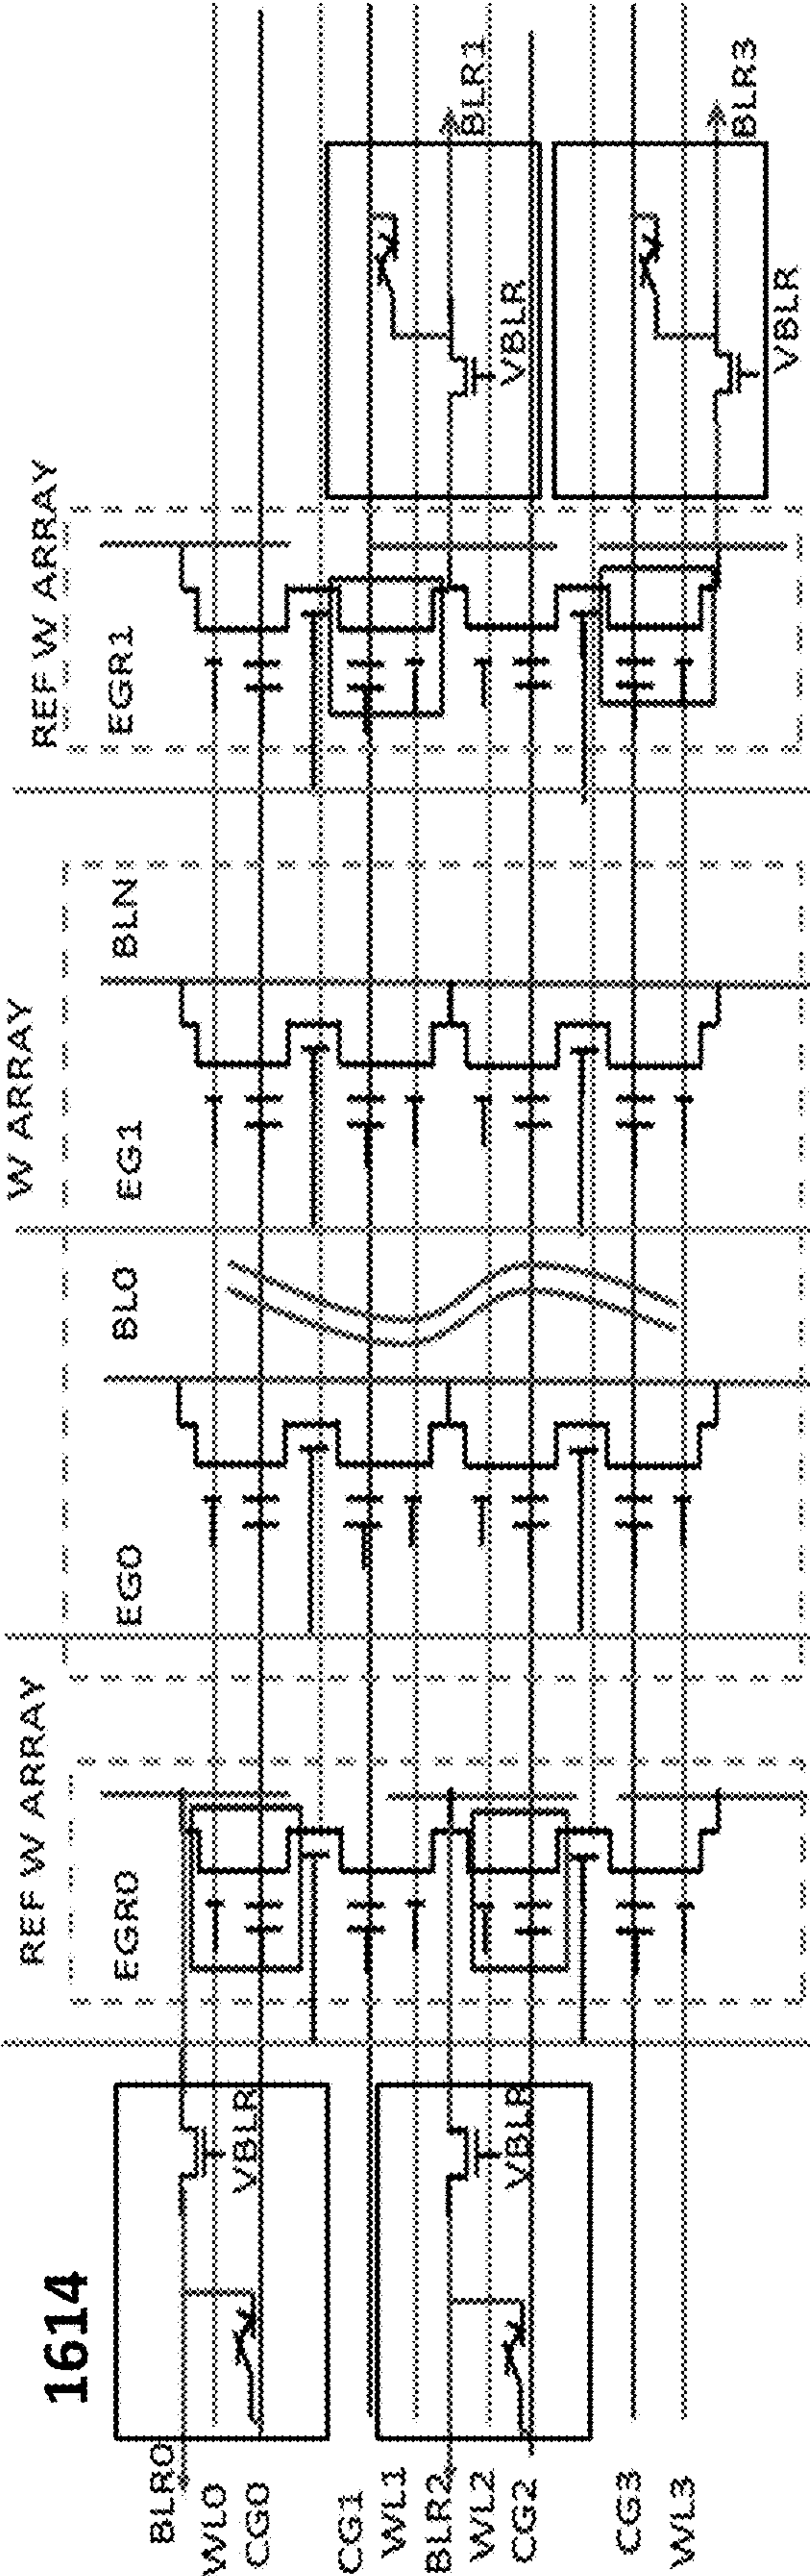 1614
REF W ARRAY
W ARRAY
REF W ARRAY
EGR0
EG0
BL0
EG1
BLN
EGR1
BLR0
WL0
CG0
VBLR
CG1
WL1
BLR2
WL2
CG2
VBLR
CG3
WL3
BLR1
VBLR
BLR3
VBLR